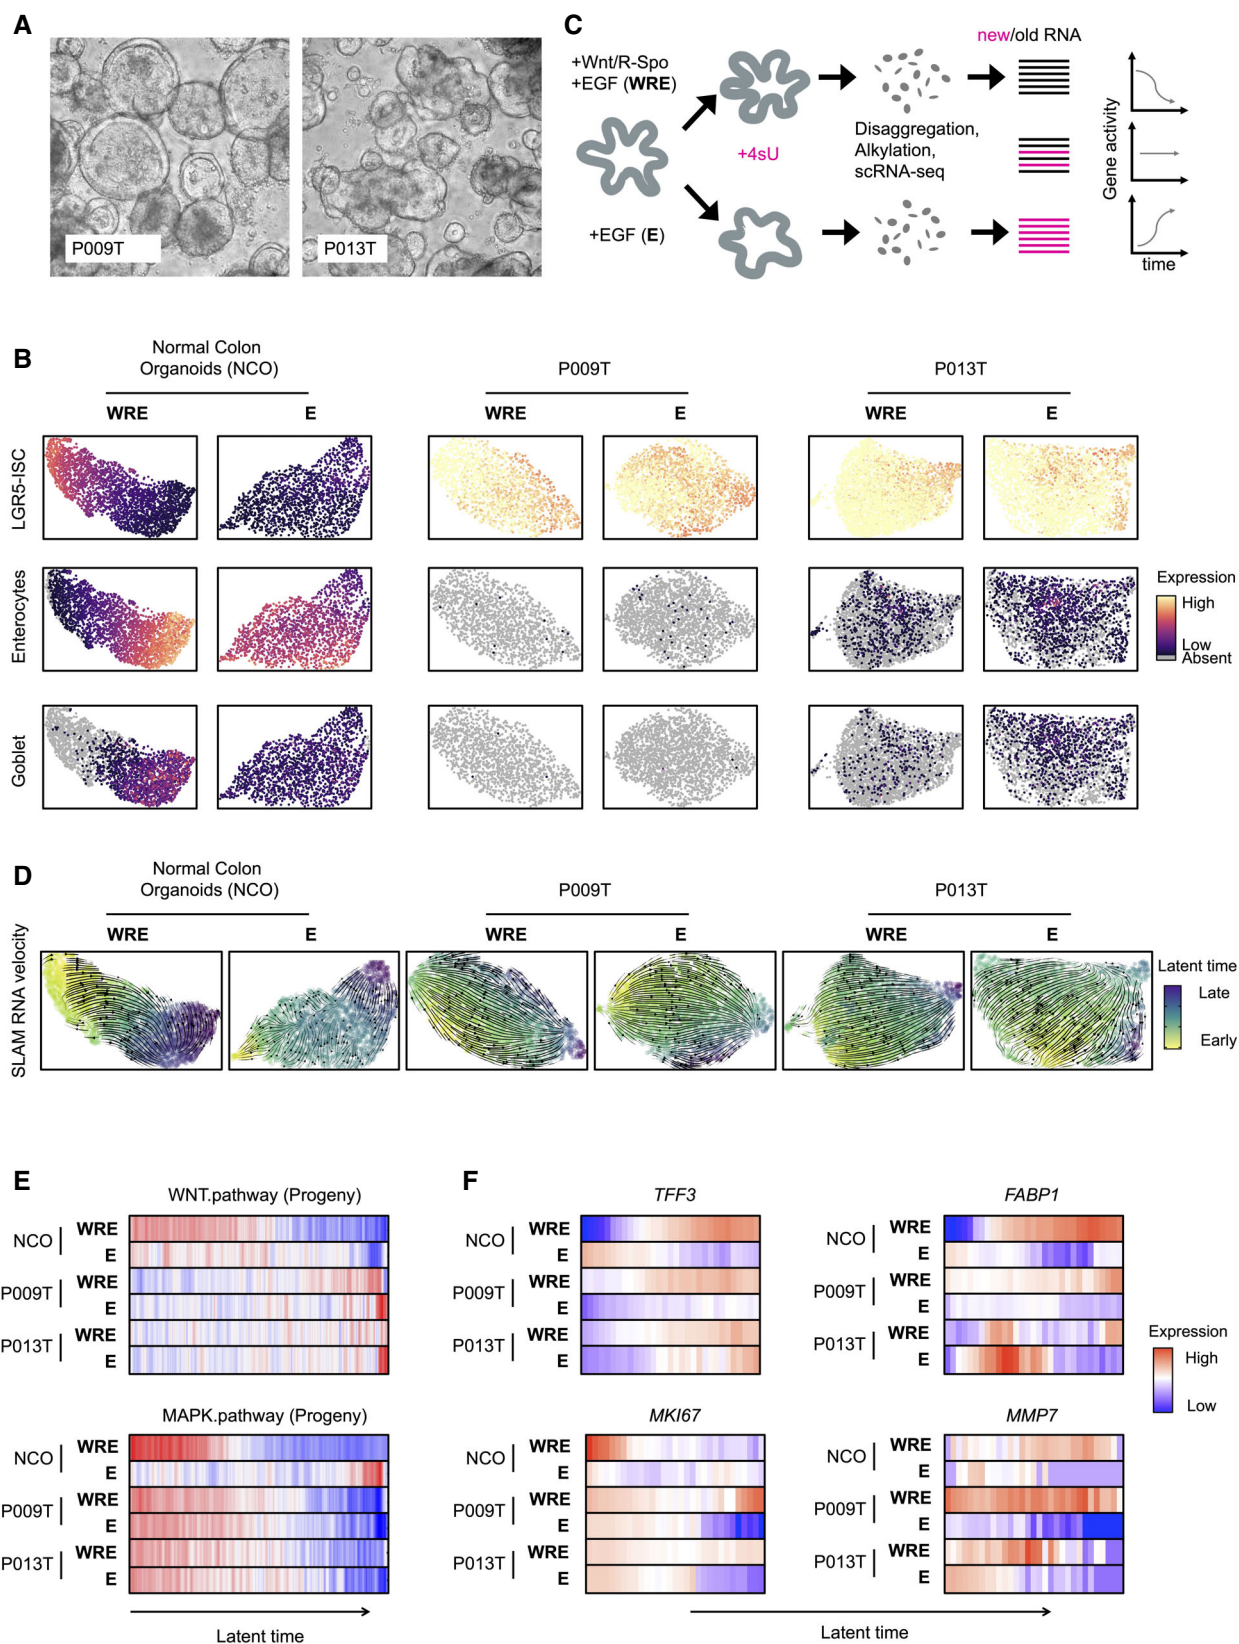 A
P009T
P013T
C
+Wnt/R-Spo
+EGF (WRE)
+4sU
+EGF (E)
Disaggregation,
Alkylation,
scRNA-seq
new/old RNA
Gene activity
time
B
Normal Colon
Organoids (NCO)
P009T
P013T
WRE
E
WRE
E
WRE
E
LGR5-ISC
Enterocytes
Goblet
Expression
High
Low
Absent
D
Normal Colon
Organoids (NCO)
P009T
P013T
WRE
E
WRE
E
WRE
E
SLAM RNA velocity
Latent time
Late
Early
E
WNT.pathway (Progeny)
NCO
WRE
E
P009T
WRE
E
P013T
WRE
E
MAPK.pathway (Progeny)
NCO
WRE
E
P009T
WRE
E
P013T
WRE
E
Latent time
F
TFF3
NCO
WRE
E
P009T
WRE
E
P013T
WRE
E
FABP1
NCO
WRE
E
P009T
WRE
E
P013T
WRE
E
Expression
High
Low
MKI67
NCO
WRE
E
P009T
WRE
E
P013T
WRE
E
MMP7
NCO
WRE
E
P009T
WRE
E
P013T
WRE
E
Latent time